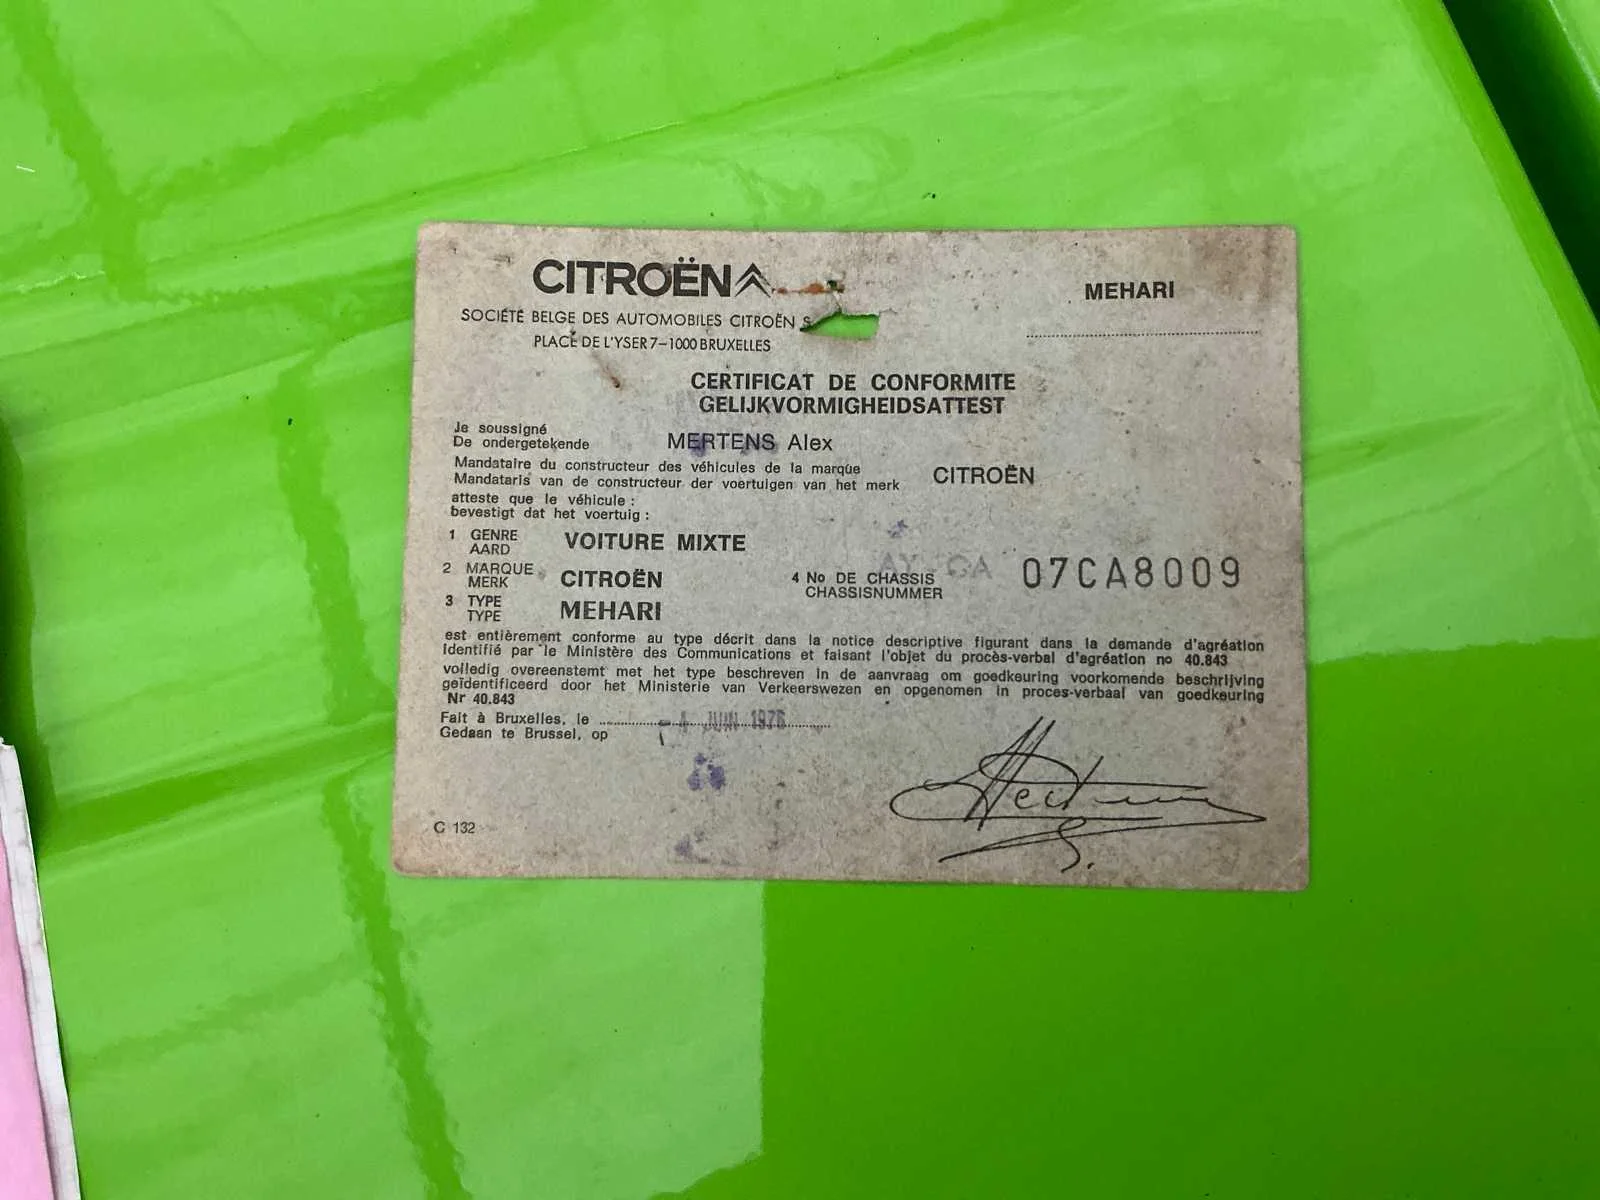 CITROËN
MEHARI
SOCIÉTÉ BELGE DES AUTOMOBILES CITROËN S
PLACE DE L'YSER 7–1000 BRUXELLES
CERTIFICAT DE CONFORMITE
GELIJKVORMIGHEIDSATTEST
Je soussigné
De ondergetekende
MERTENS Alex
Mandataire du constructeur des véhicules de la marque
Mandataris van de constructeur der voertuigen van het merk
CITROËN
atteste que le véhicule :
bevestigt dat het voertuig :
1 GENRE
AARD
VOITURE MIXTE
2 MARQUE
MERK
CITROËN
AY-CA
4 No DE CHASSIS
CHASSISNUMMER
07CA8009
3 TYPE
TYPE
MEHARI
est entièrement conforme au type décrit dans la notice descriptive figurant dans la demande d'agréation
identifié par le Ministère des Communications et faisant l'objet du procès-verbal d'agréation no 40.843
volledig overeenstemt met het type beschreven in de aanvraag om goedkeuring voorkomende beschrijving
geïdentificeerd door het Ministerie van Verkeerswezen en opgenomen in proces-verbaal van goedkeuring
Nr 40.843
Fait à Bruxelles, le
Gedaan te Brussel, op
JUIN 1976
C 132